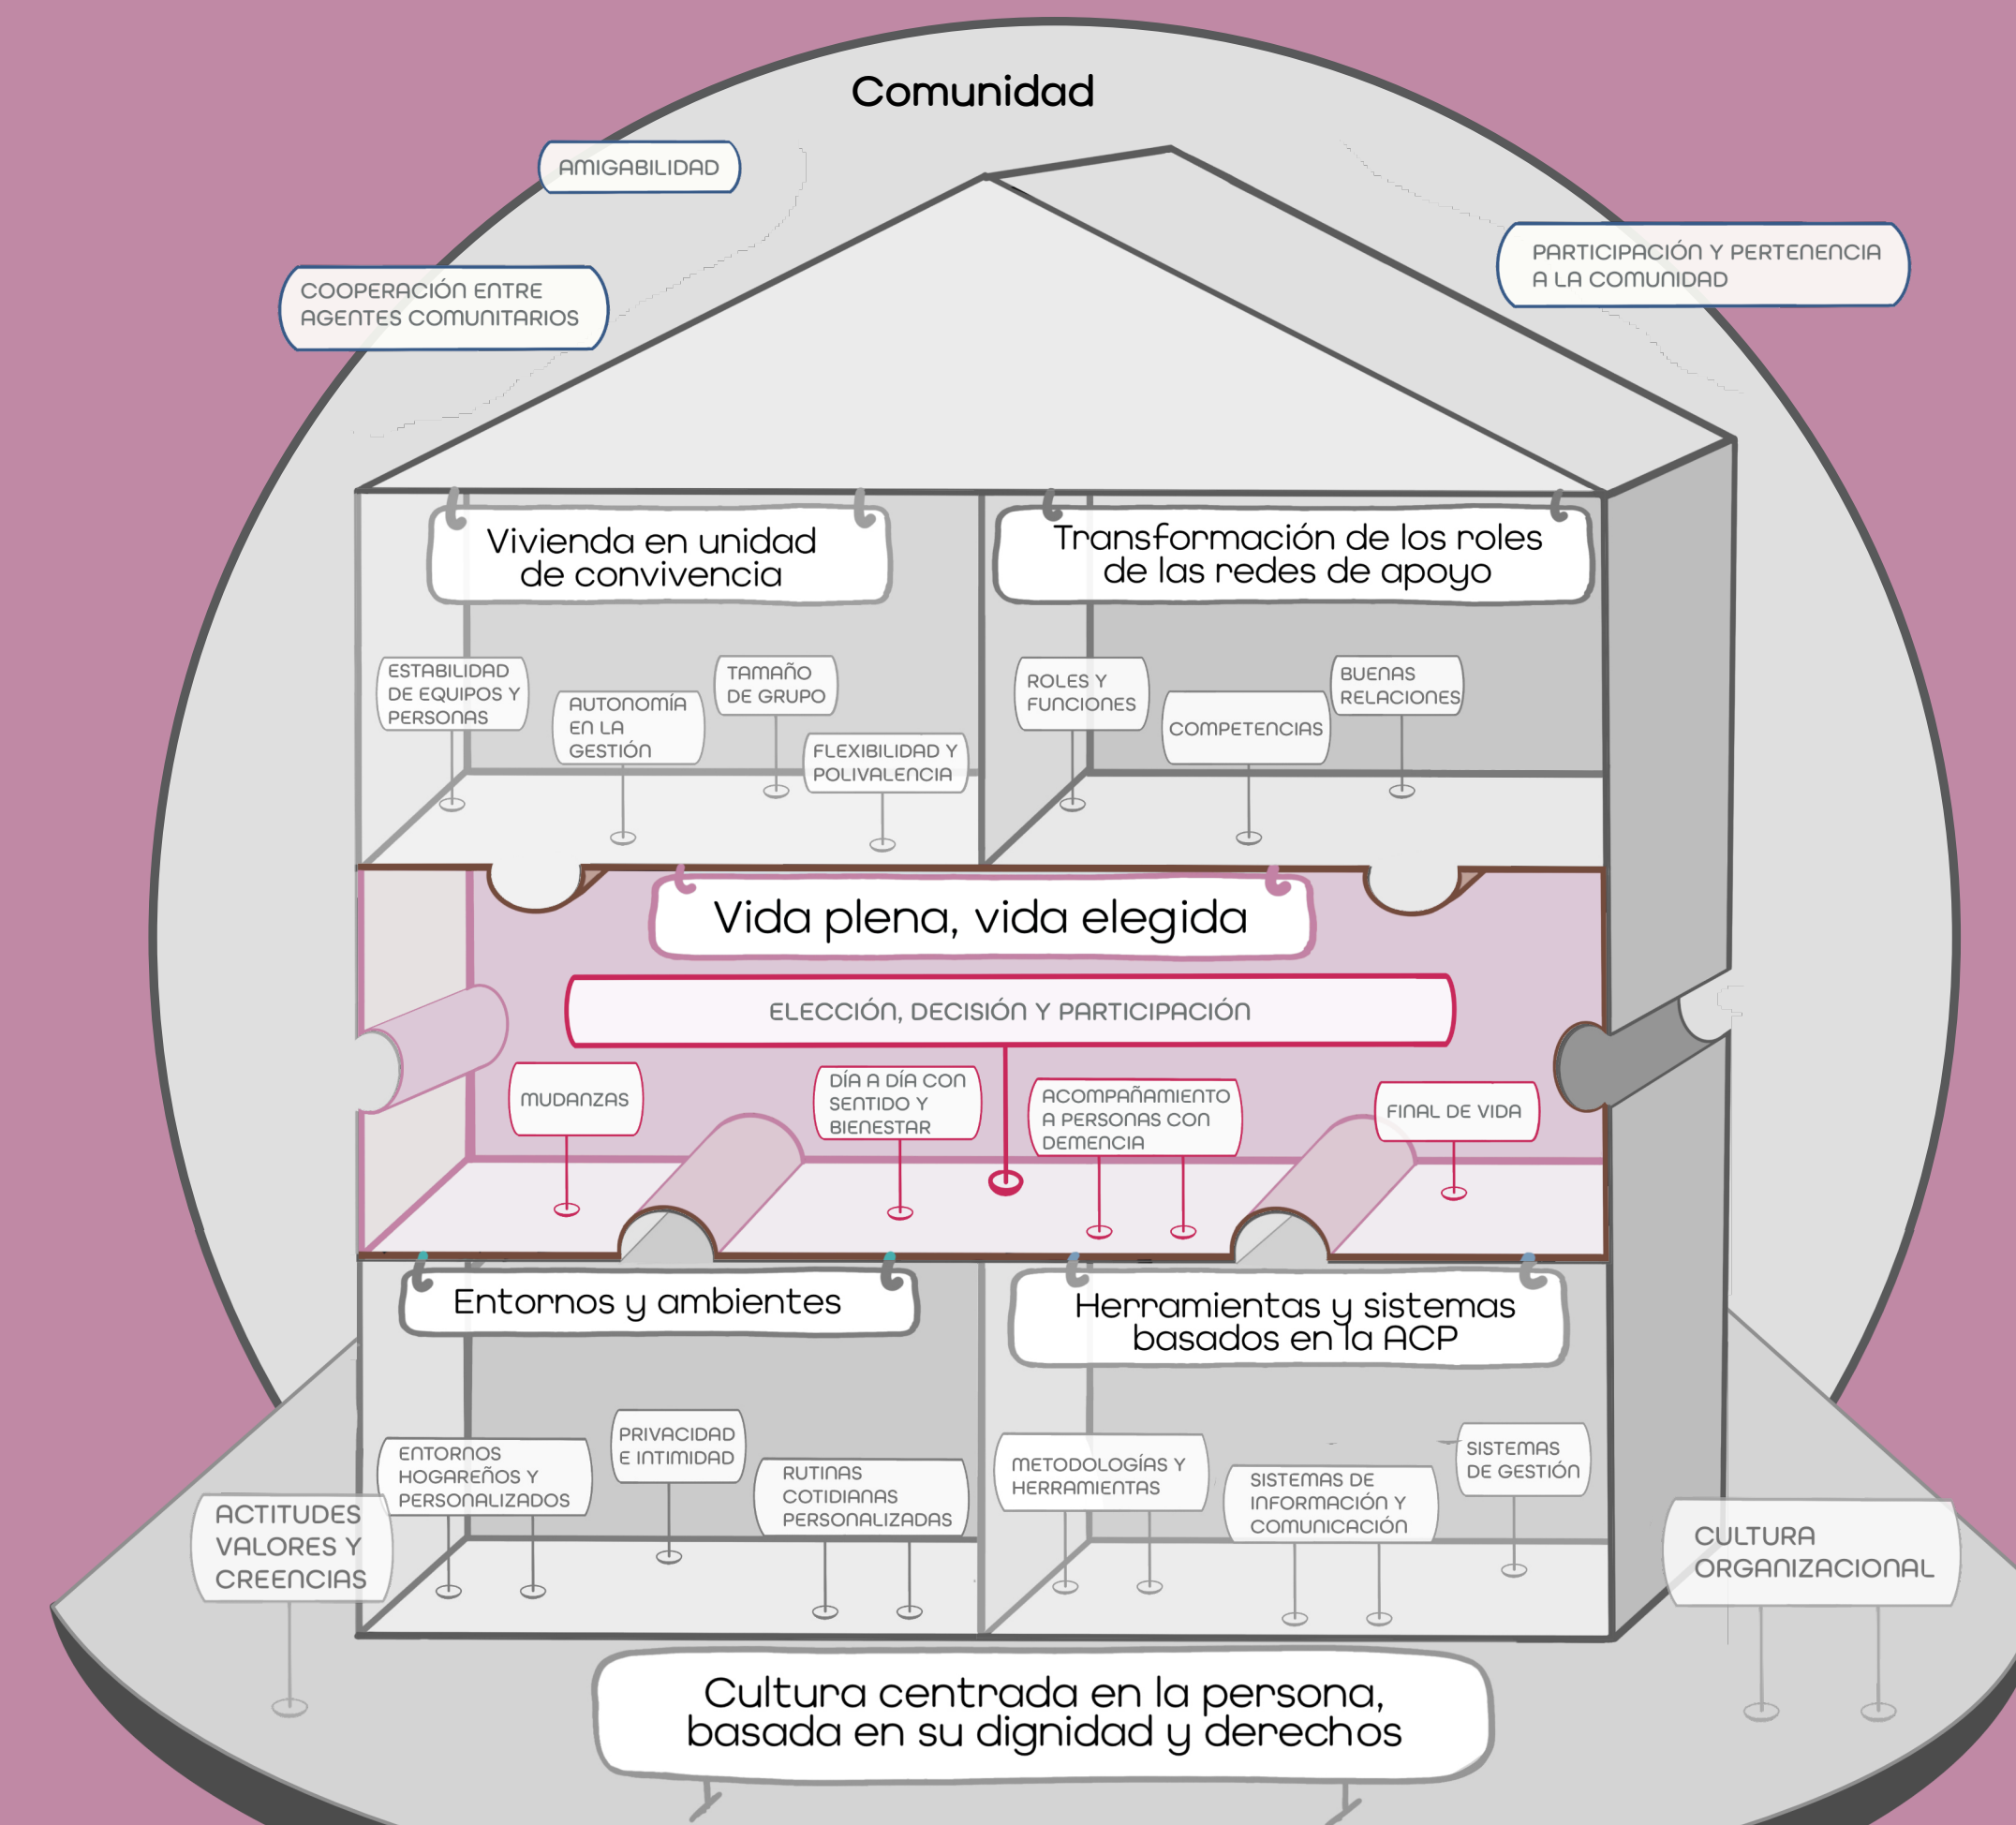 Comunidad
AMIGABILIDAD
COOPERACIÓN ENTRE
AGENTES COMUNITARIOS
PARTICIPACIÓN Y PERTENENCIA
A LA COMUNIDAD
Vivienda en unidad
de convivencia
ESTABILIDAD
DE EQUIPOS Y
PERSONAS
AUTONOMÍA
EN LA
GESTIÓN
TAMAÑO
DE GRUPO
FLEXIBILIDAD Y
POLIVALENCIA
Transformación de los roles
de las redes de apoyo
ROLES Y
FUNCIONES
COMPETENCIAS
BUENAS
RELACIONES
Vida plena, vida elegida
ELECCIÓN, DECISIÓN Y PARTICIPACIÓN
MUDANZAS
DÍA A DÍA CON
SENTIDO Y
BIENESTAR
ACOMPAÑAMIENTO
A PERSONAS CON
DEMENCIA
FINAL DE VIDA
Entornos y ambientes
ENTORNOS
HOGAREÑOS Y
PERSONALIZADOS
PRIVACIDAD
E INTIMIDAD
RUTINAS
COTIDIANAS
PERSONALIZADAS
Herramientas y sistemas
basados en la ACP
METODOLOGÍAS Y
HERRAMIENTAS
SISTEMAS DE
INFORMACIÓN Y
COMUNICACIÓN
SISTEMAS
DE GESTIÓN
ACTITUDES
VALORES Y
CREENCIAS
CULTURA
ORGANIZACIONAL
Cultura centrada en la persona,
basada en su dignidad y derechos